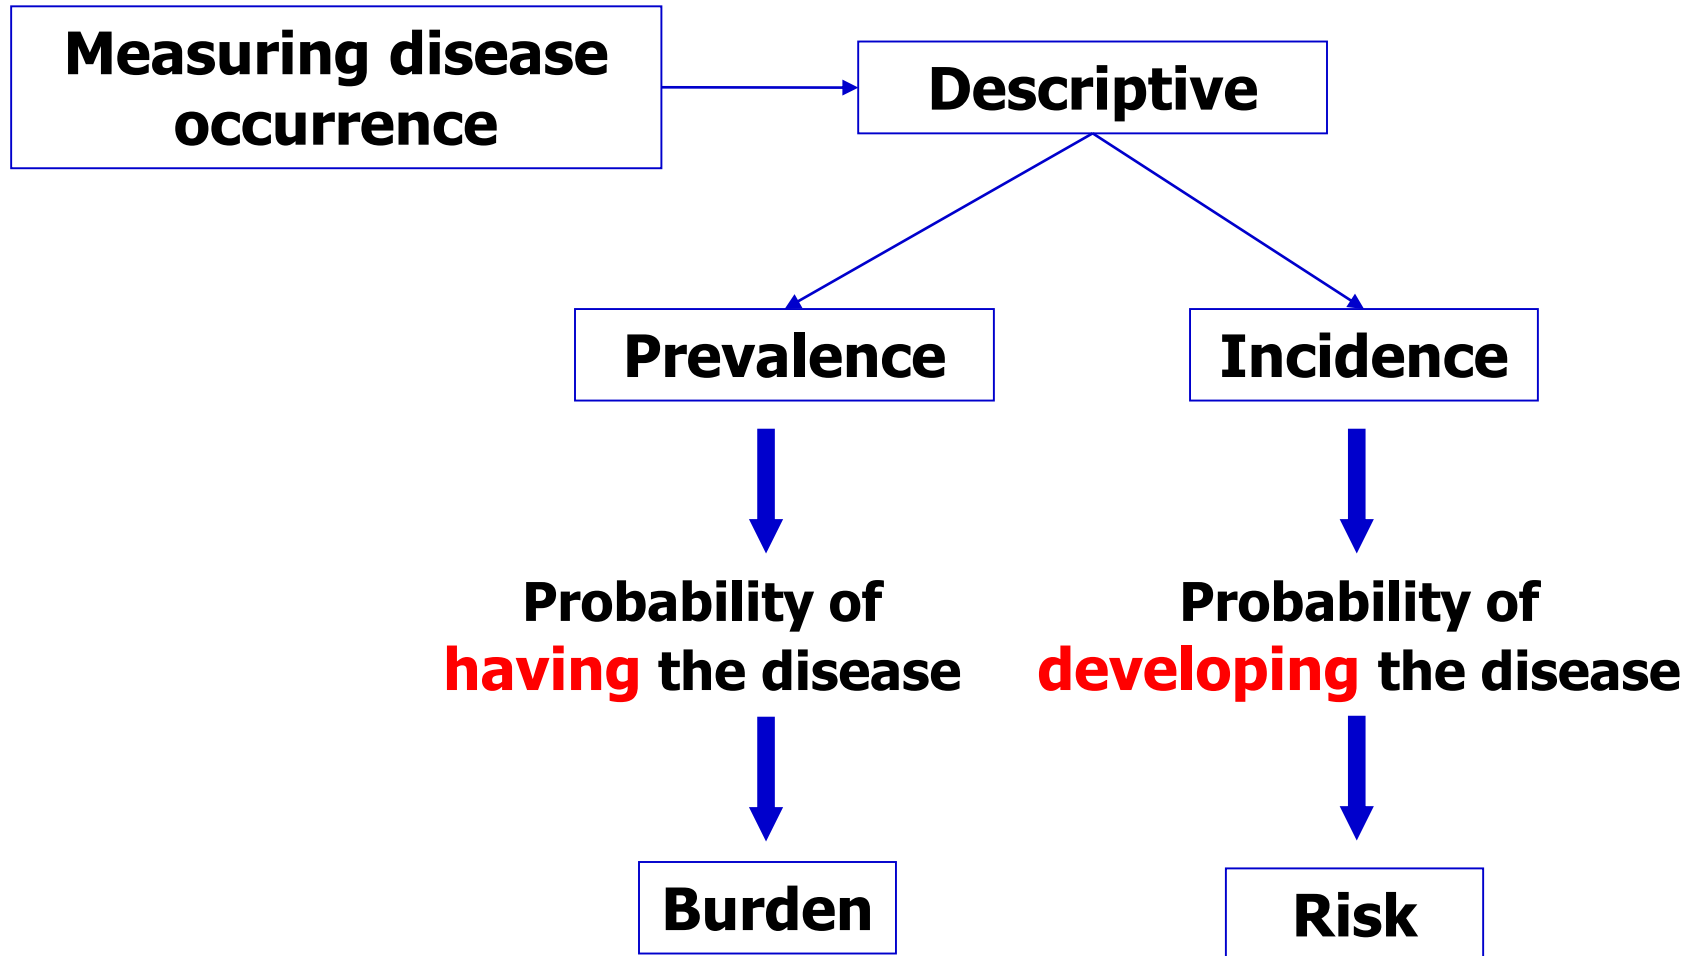 Measuring disease
occurrence
Descriptive
Prevalence
Incidence
Probability of
having the disease
Probability of
developing the disease
Burden
Risk